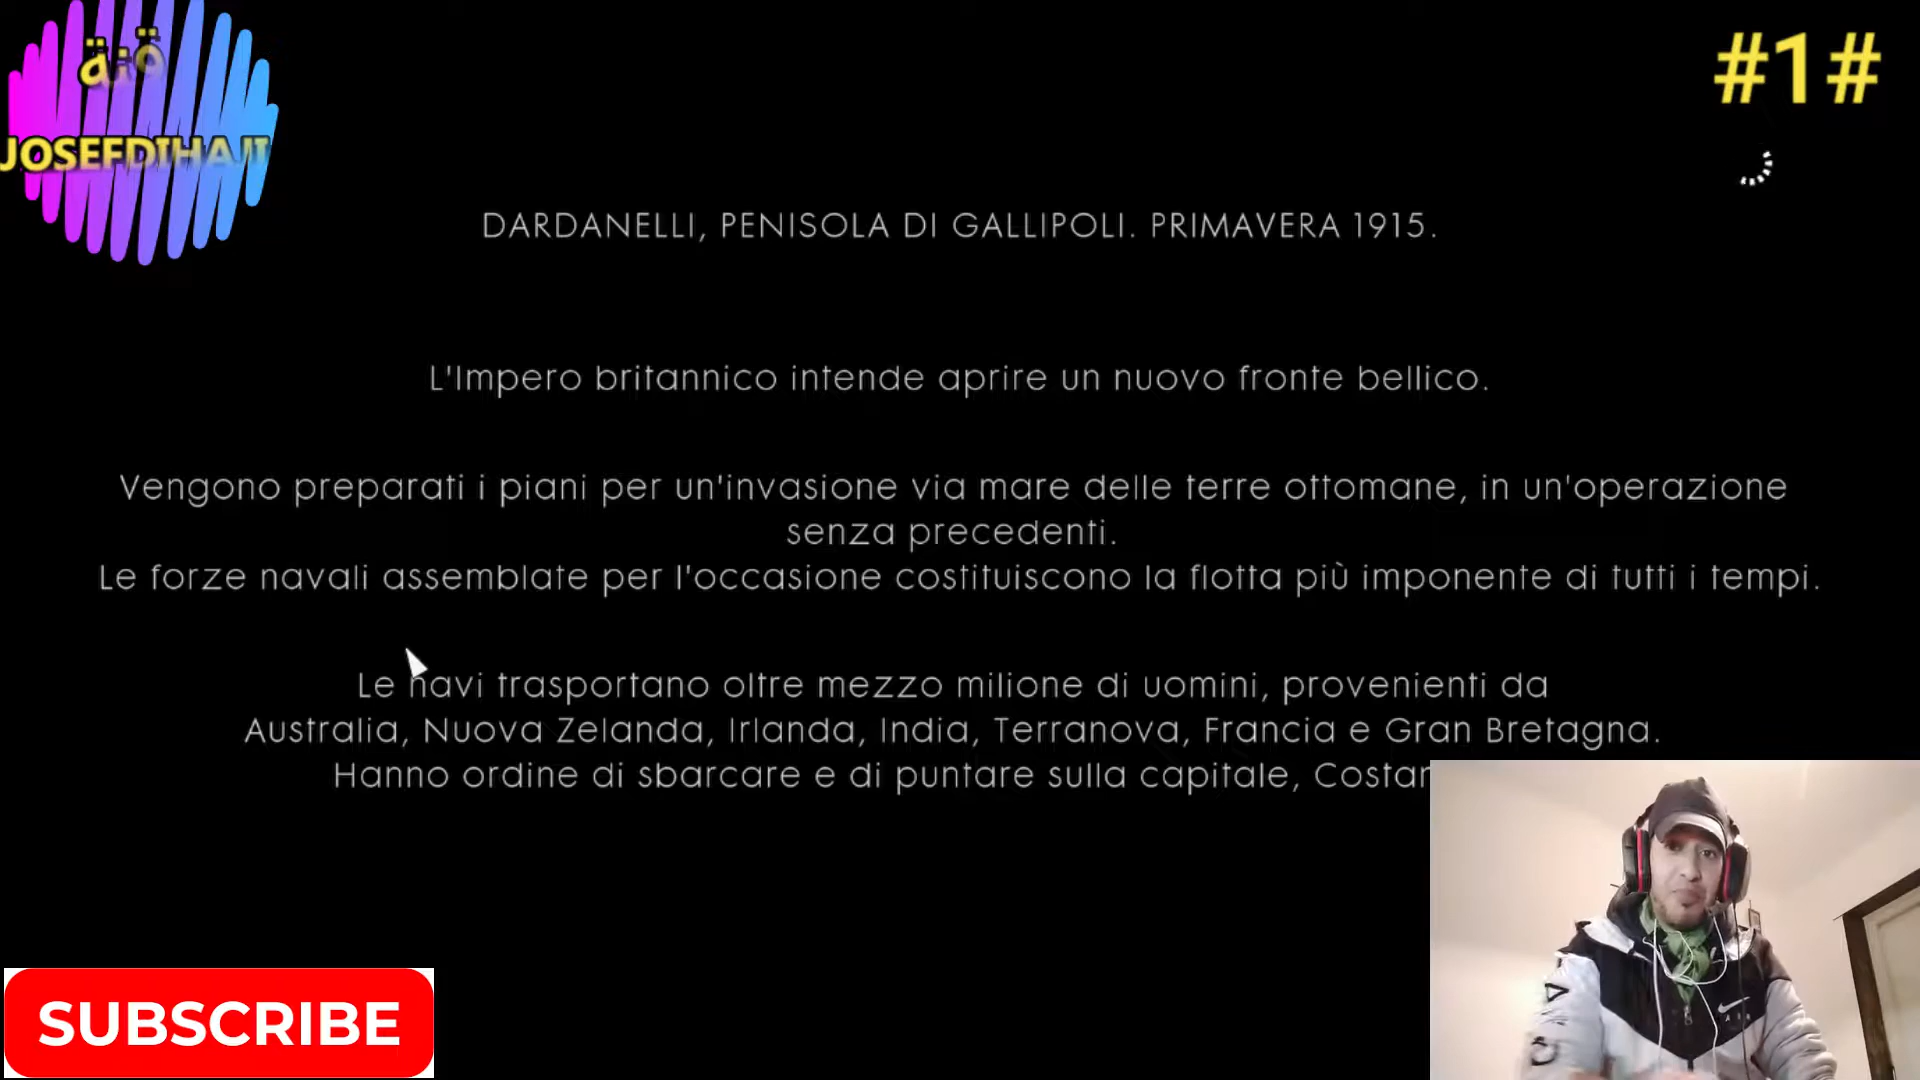 #1#
JOSEFDIHAJI
DARDANELLI, PENISOLA DI GALLIPOLI. PRIMAVERA 1915.
L'Impero britannico intende aprire un nuovo fronte bellico.
Vengono preparati i piani per un'invasione via mare delle terre ottomane, in un'operazione
senza precedenti.
Le forze navali assemblate per l'occasione costituiscono la flotta più imponente di tutti i tempi.
Le navi trasportano oltre mezzo milione di uomini, provenienti da
Australia, Nuova Zelanda, Irlanda, India, Terranova, Francia e Gran Bretagna.
Hanno ordine di sbarcare e di puntare sulla capitale,
SUBSCRIBE